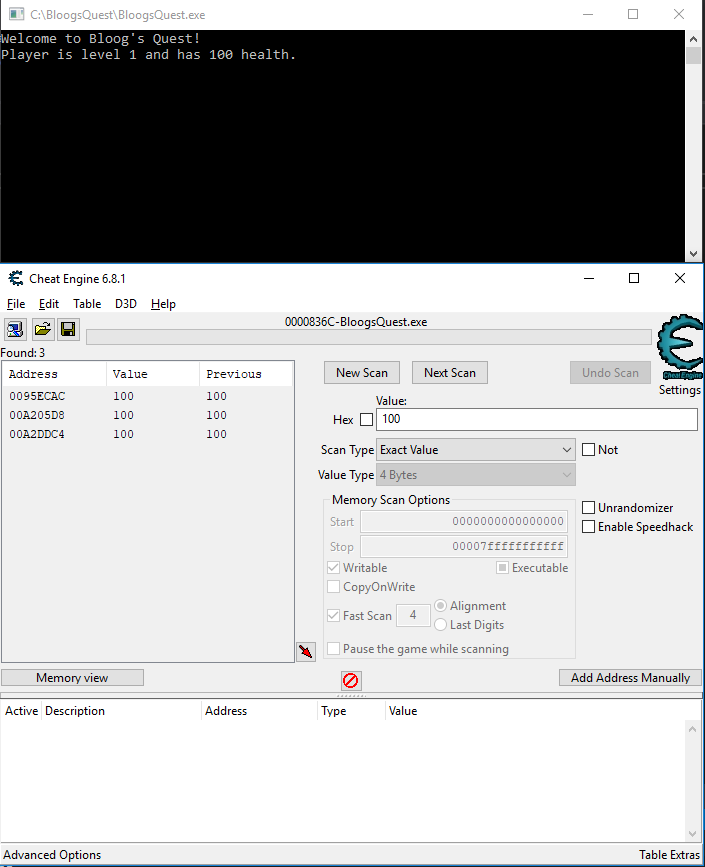 C:\BloogsQuest\BloogsQuest.exe
Welcome to Bloog's Quest!
Player is level 1 and has 100 health.
Cheat Engine 6.8.1
File Edit Table D3D Help
0000836C-BloogsQuest.exe
Found: 3
Address Value Previous
0095ECAC 100 100
00A205D8 100 100
00A2DDC4 100 100
New Scan Next Scan Undo Scan
Cheat Engine
Settings
Value:
Hex 100
Scan Type Exact Value Not
Value Type 4 Bytes
Memory Scan Options
Start 0000000000000000
Stop 00007fffffffffff
Writable Executable
CopyOnWrite
Fast Scan 4 Alignment
Last Digits
Pause the game while scanning
Unrandomizer
Enable Speedhack
Memory view Add Address Manually
Active Description Address Type Value
Advanced Options Table Extras